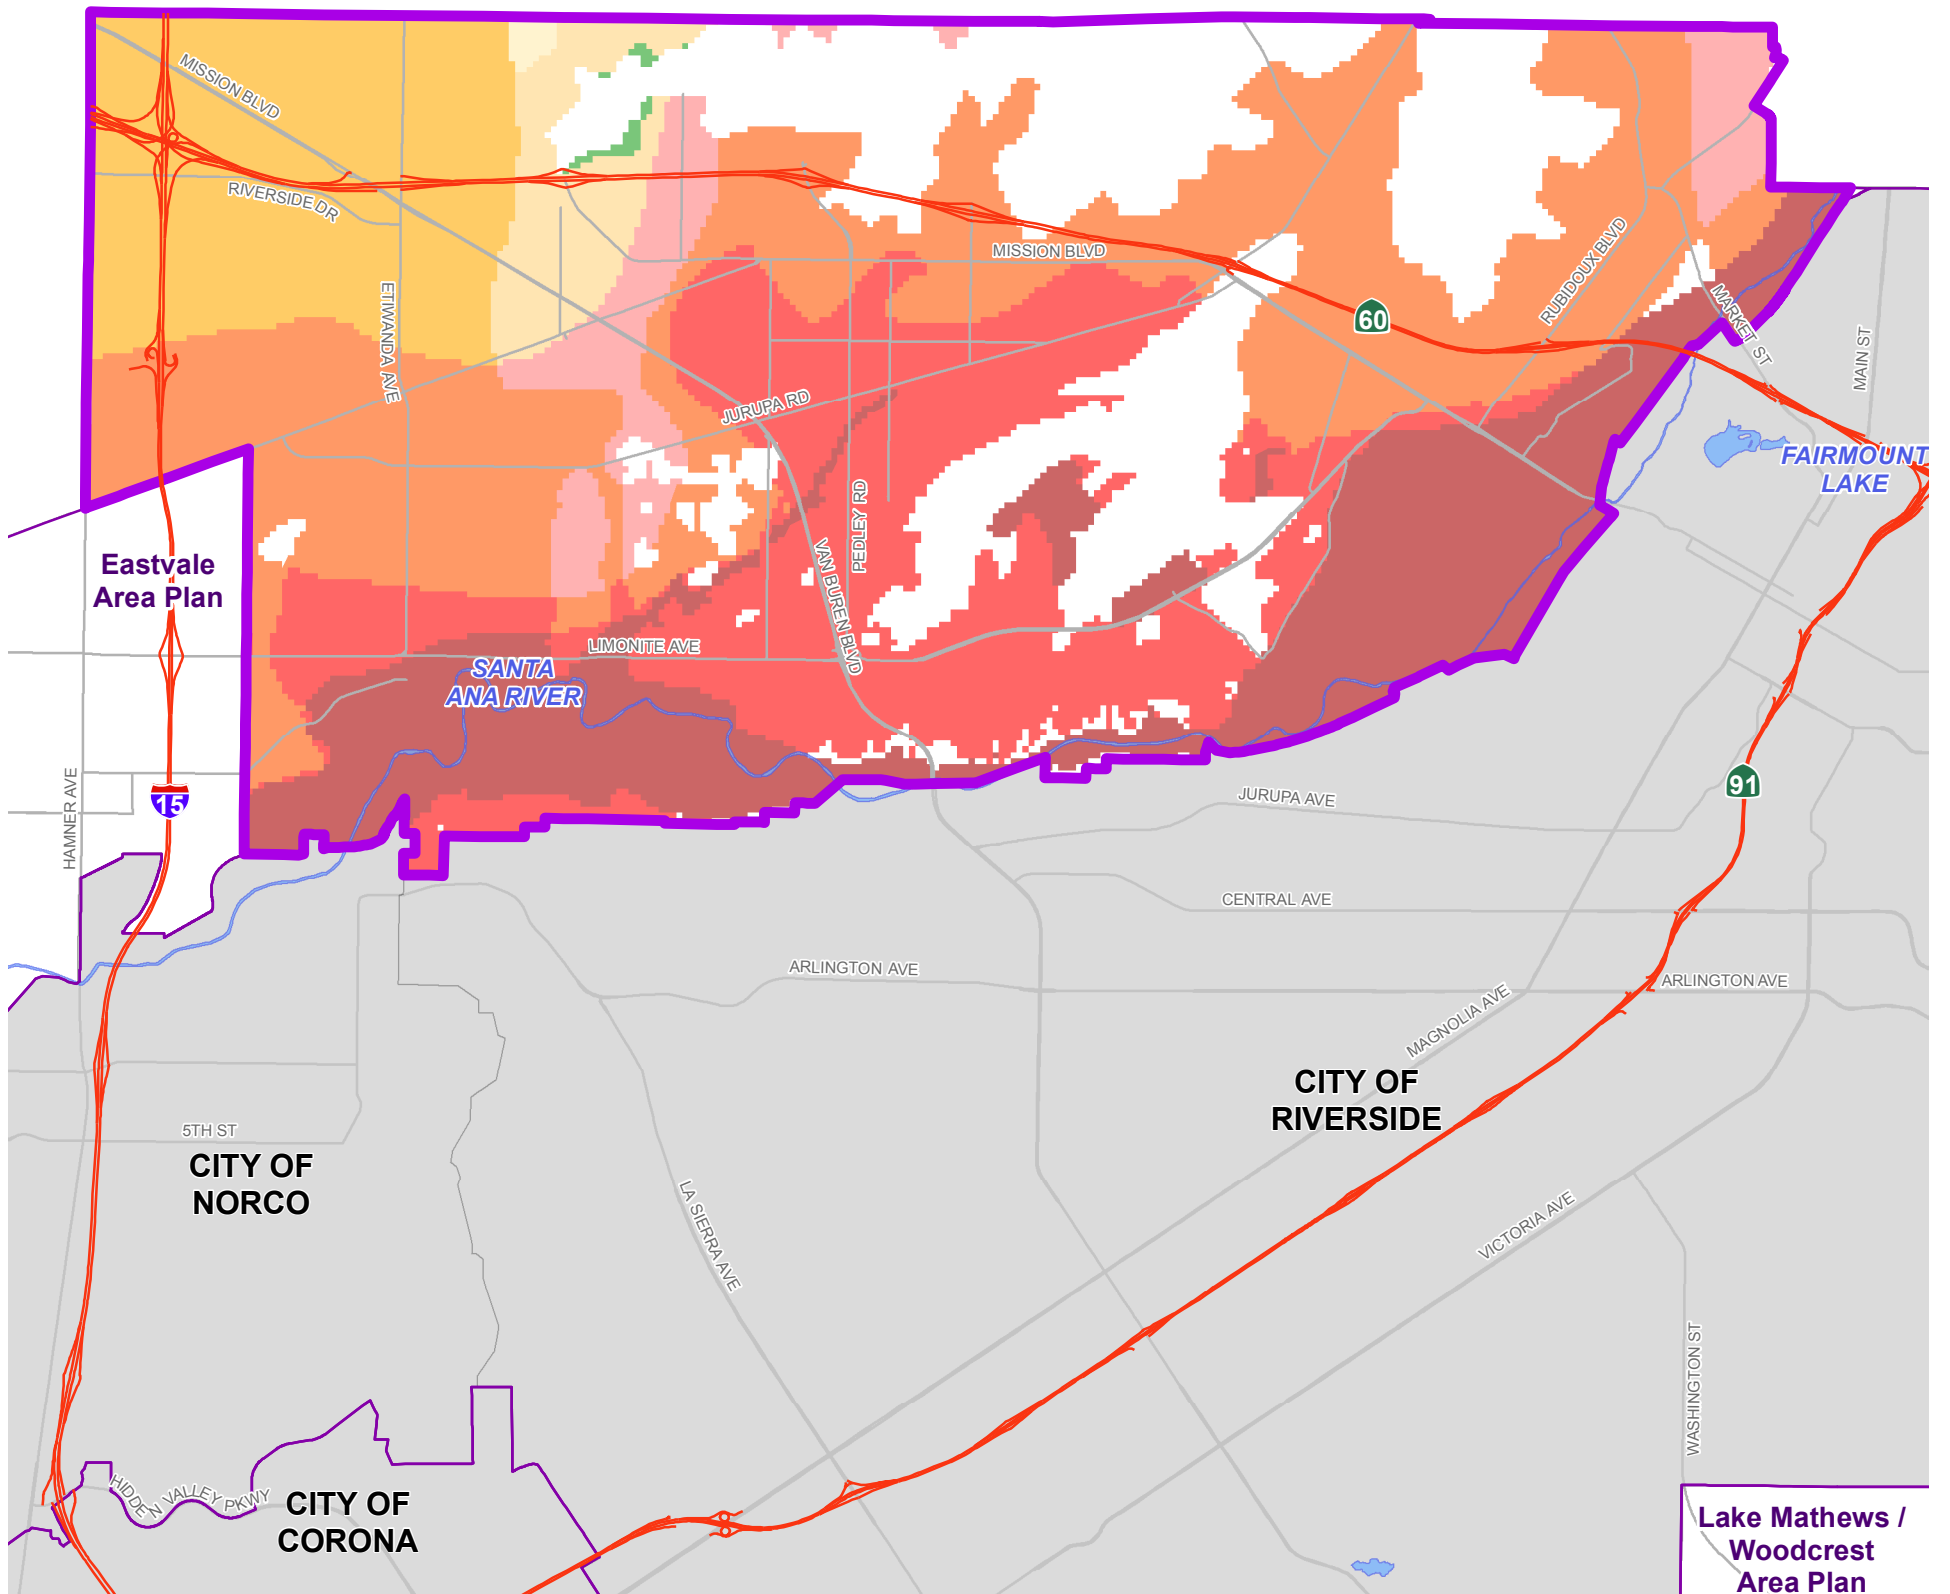 MISSION BLVD
RIVERSIDE DR
ETIWANDA AVE
MISSION BLVD
RUBIDOUX BLVD
60
MARKET ST
MAIN ST
JURUPA RD
FAIRMOUNT
LAKE
PEDLEY RD
VAN BUREN BLVD
Eastvale
Area Plan
LIMONITE AVE
SANTA
ANA RIVER
HAMNER AVE
15
91
JURUPA AVE
CENTRAL AVE
ARLINGTON AVE
ARLINGTON AVE
MAGNOLIA AVE
CITY OF
RIVERSIDE
5TH ST
CITY OF
NORCO
LA SIERRA AVE
VICTORIA AVE
WASHINGTON ST
HIDDEN VALLEY PKWY
CITY OF
CORONA
Lake Mathews /
Woodcrest
Area Plan